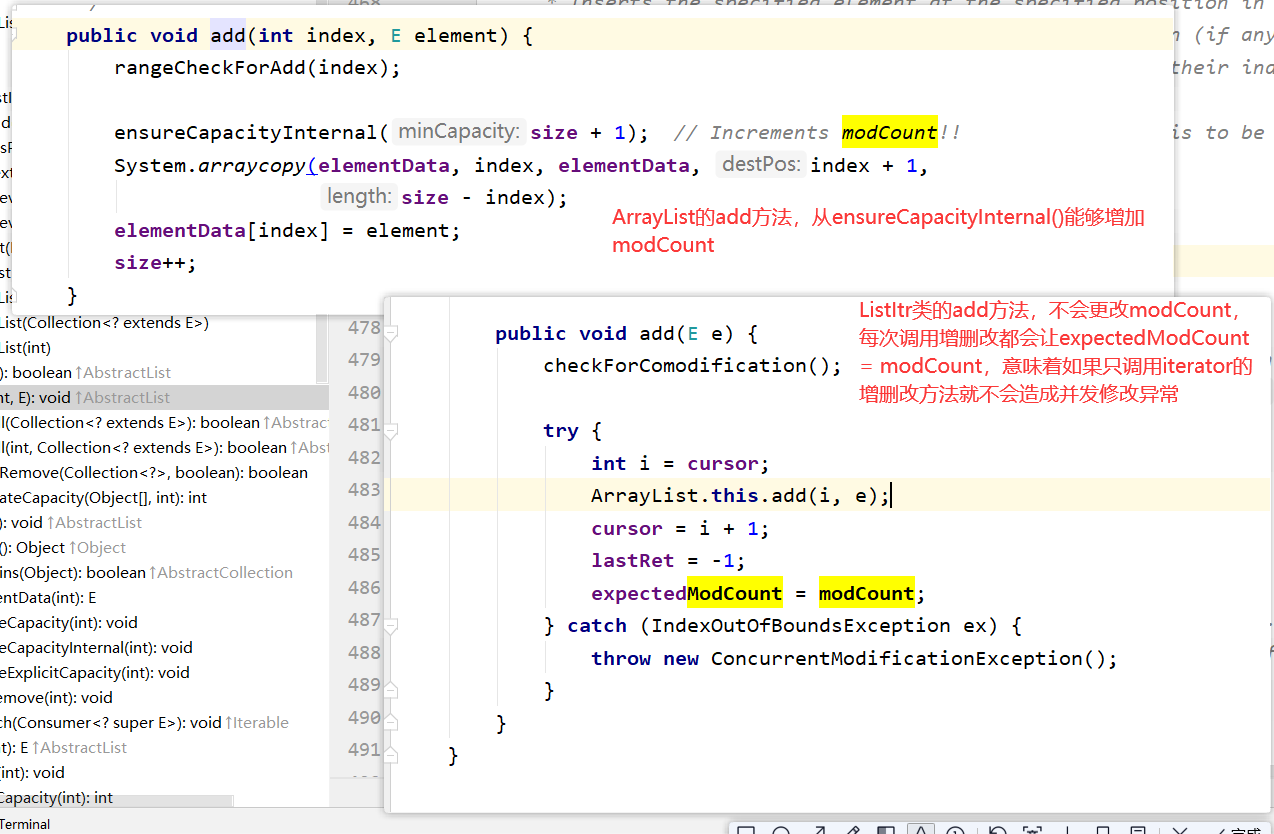 468
Inserts the specified element at the specified position in
public void add(int index, E element) {
n (if any
rangeCheckForAdd(index);
their ind
ensureCapacityInternal( minCapacity: size + 1);  // Increments modCount!!
is to be
System.arraycopy(elementData, index, elementData, destPos: index + 1,
length: size - index);
ArrayList的add方法，从ensureCapacityInternal()能够增加
modCount
elementData[index] = element;
size++;
}
List(Collection<? extends E>)
List(int)
): boolean↑AbstractList
nt, E): void↑AbstractList
l(Collection<? extends E>): boolean↑Abstrac
l(int, Collection<? extends E>): boolean↑Abst
Remove(Collection<?>, boolean): boolean
ateCapacity(Object[], int): int
): void↑AbstractList
(): Object↑Object
ins(Object): boolean↑AbstractCollection
entData(int): E
eCapacity(int): void
eCapacityInternal(int): void
eExplicitCapacity(int): void
emove(int): void
ch(Consumer<? super E>): void↑Iterable
t): E↑AbstractList
(int): void
Capacity(int): int
Terminal
478
479
480
481
482
483
484
485
486
487
488
489
490
491
ListItr类的add方法，不会更改modCount，
每次调用增删改都会让expectedModCount
= modCount，意味着如果只调用iterator的
增删改方法就不会造成并发修改异常
public void add(E e) {
checkForComodification();
try {
int i = cursor;
ArrayList.this.add(i, e);
cursor = i + 1;
lastRet = -1;
expectedModCount = modCount;
} catch (IndexOutOfBoundsException ex) {
throw new ConcurrentModificationException();
}
}
}
完成